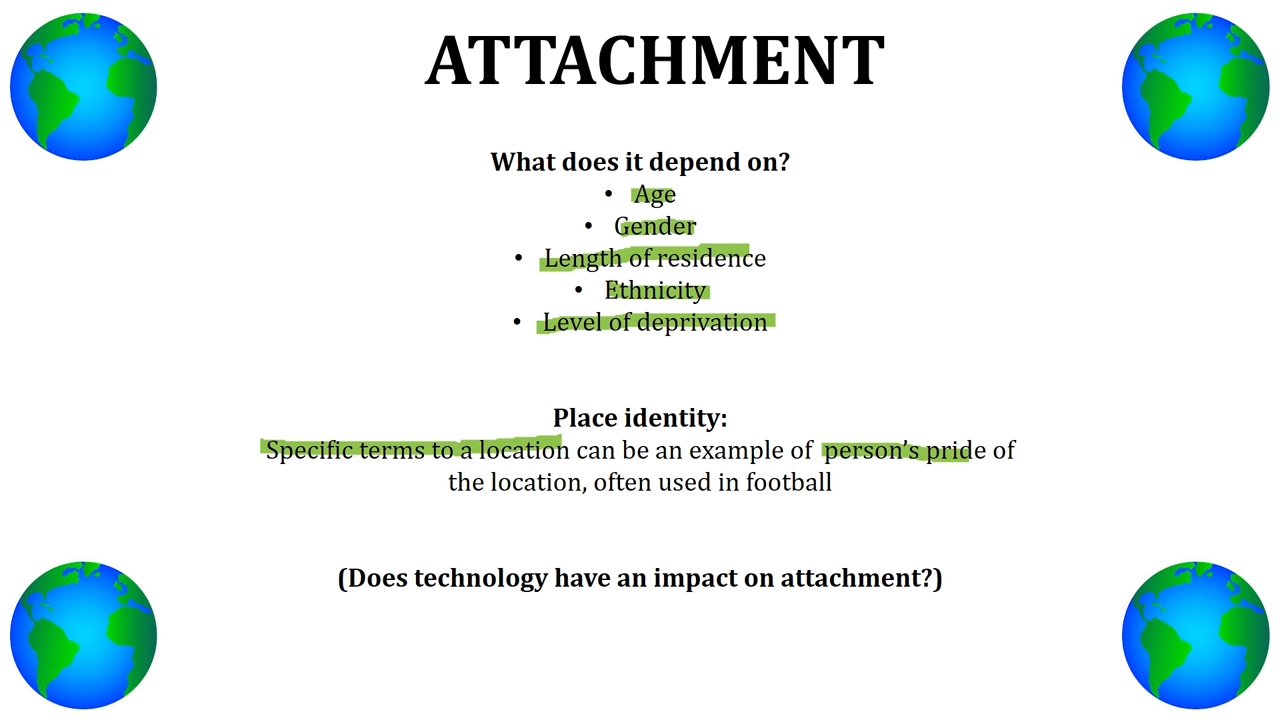 ATTACHMENT
What does it depend on?
• Age
• Gender
• Length of residence
• Ethnicity
• Level of deprivation
Place identity:
Specific terms to a location can be an example of person’s pride of
the location, often used in football
(Does technology have an impact on attachment?)